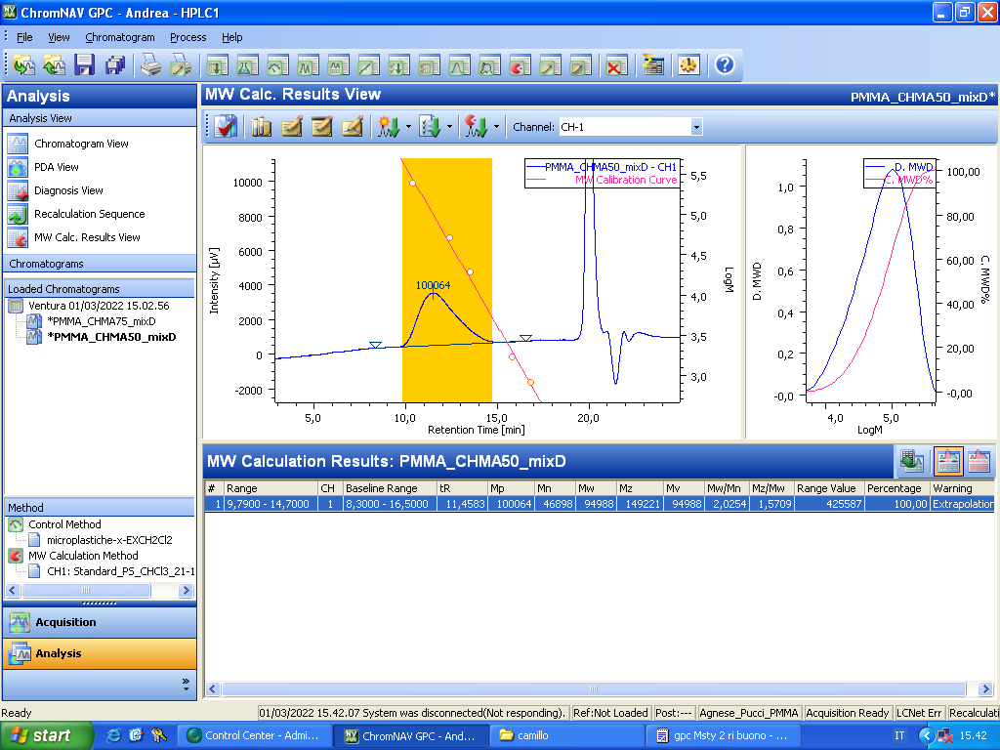 ChromNAV GPC - Andrea - HPLC1
File View Chromatogram Process Help
Analysis
Analysis View
Chromatogram View
PDA View
Diagnosis View
Recalculation Sequence
MW Calc. Results View
Chromatograms
Loaded Chromatograms
Ventura 01/03/2022 15.02.56
*PMMA_CHMA75_mixD
*PMMA_CHMA50_mixD
Method
Control Method
microplastiche-x-EXCH2Cl2
MW Calculation Method
CH1: Standard_PS_CHCl3_21-1
Acquisition
Analysis
MW Calc. Results View PMMA_CHMA50_mixD*
Channel: CH-1
PMMA_CHMA50_mixD - CH1
MW Calibration Curve
10000
8000
6000
4000
2000
0
-2000
Intensity [µV]
100064
5,5
5,0
4,5
4,0
3,5
3,0
LogM
5,0 10,0 15,0 20,0
Retention Time [min]
D. MWD
C. MWD%
1,0
0,8
0,6
0,4
0,2
-0,0
D. MWD
100,00
80,00
60,00
40,00
20,00
-0,00
C. MWD%
4,0 5,0
LogM
MW Calculation Results: PMMA_CHMA50_mixD
# Range CH Baseline Range tR Mp Mn Mw Mz Mv Mw/Mn Mz/Mw Range Value Percentage Warning
1 9,7900 - 14,7000 1 8,3000 - 16,5000 11,4583 100064 46898 94988 149221 94988 2,0254 1,5709 425587 100,00 Extrapolation
Ready 01/03/2022 15.42.07 System was disconnected(Not responding). Ref:Not Loaded Post:--- Agnese_Pucci_PMMA Acquisition Ready LCNet Err Recalculati
start Control Center - Admi... ChromNAV GPC - And... camillo gpc Msty 2 ri buono - ... IT 15.42